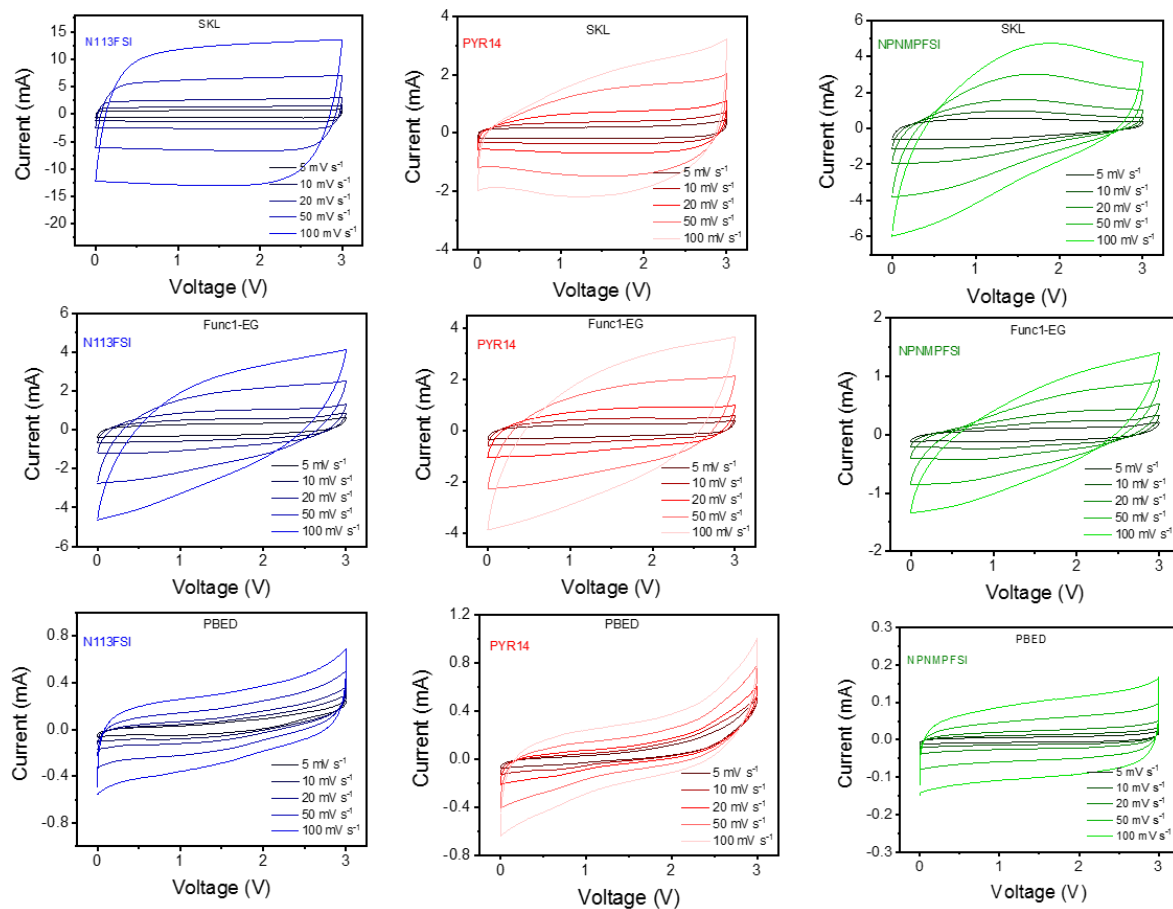 SKL
N113FSI
15
10
5
0
-5
-10
-15
-20
Current (mA)
5 mV s⁻¹
10 mV s⁻¹
20 mV s⁻¹
50 mV s⁻¹
100 mV s⁻¹
0 1 2 3
Voltage (V)
SKL
PYR14
4
2
0
-2
-4
Current (mA)
5 mV s⁻¹
10 mV s⁻¹
20 mV s⁻¹
50 mV s⁻¹
100 mV s⁻¹
0 1 2 3
Voltage (V)
SKL
NPNMPFSI
6
4
2
0
-2
-4
-6
Current (mA)
5 mV s⁻¹
10 mV s⁻¹
20 mV s⁻¹
50 mV s⁻¹
100 mV s⁻¹
0 1 2 3
Voltage (V)
Func1-EG
N113FSI
6
4
2
0
-2
-4
-6
Current (mA)
5 mV s⁻¹
10 mV s⁻¹
20 mV s⁻¹
50 mV s⁻¹
100 mV s⁻¹
0 1 2 3
Voltage (V)
Func1-EG
PYR14
4
2
0
-2
-4
Current (mA)
5 mV s⁻¹
10 mV s⁻¹
20 mV s⁻¹
50 mV s⁻¹
100 mV s⁻¹
0 1 2 3
Voltage (V)
Func1-EG
NPNMPFSI
2
1
0
-1
-2
Current (mA)
5 mV s⁻¹
10 mV s⁻¹
20 mV s⁻¹
50 mV s⁻¹
100 mV s⁻¹
0 1 2 3
Voltage (V)
PBED
N113FSI
0.8
0.4
0.0
-0.4
-0.8
Current (mA)
5 mV s⁻¹
10 mV s⁻¹
20 mV s⁻¹
50 mV s⁻¹
100 mV s⁻¹
0 1 2 3
Voltage (V)
PBED
PYR14
1.2
0.8
0.4
0.0
-0.4
-0.8
Current (mA)
5 mV s⁻¹
10 mV s⁻¹
20 mV s⁻¹
50 mV s⁻¹
100 mV s⁻¹
0 1 2 3
Voltage (V)
PBED
NPNMPFSI
0.3
0.2
0.1
0.0
-0.1
-0.2
-0.3
Current (mA)
5 mV s⁻¹
10 mV s⁻¹
20 mV s⁻¹
50 mV s⁻¹
100 mV s⁻¹
0 1 2 3
Voltage (V)